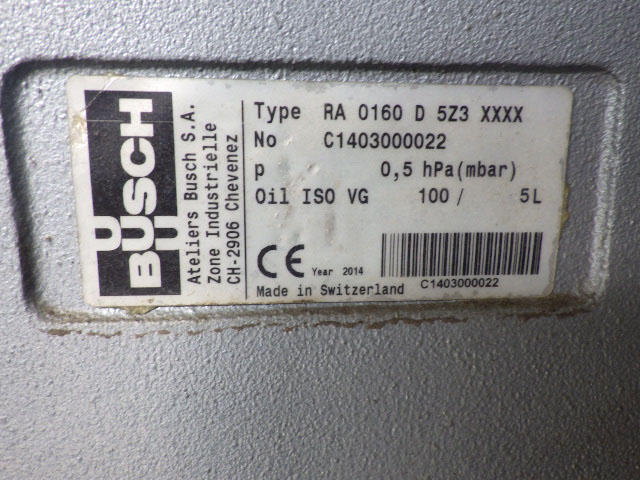 BUSCH
Ateliers Busch S.A.
Zone Industrielle
CH-2906 Chevenez
Type RA 0160 D 5Z3 XXXX
No C1403000022
p 0,5 hPa(mbar)
Oil ISO VG 100 / 5L
CE Year 2014
Made in Switzerland
C1403000022